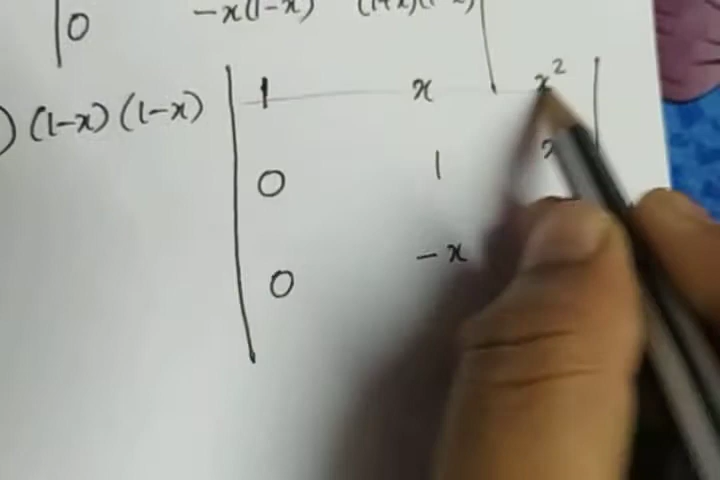 |0 -x(1-x) (1+x)(1-x)|
) (1-x) (1-x) | 1 x x² |
0 1 x
0 -x